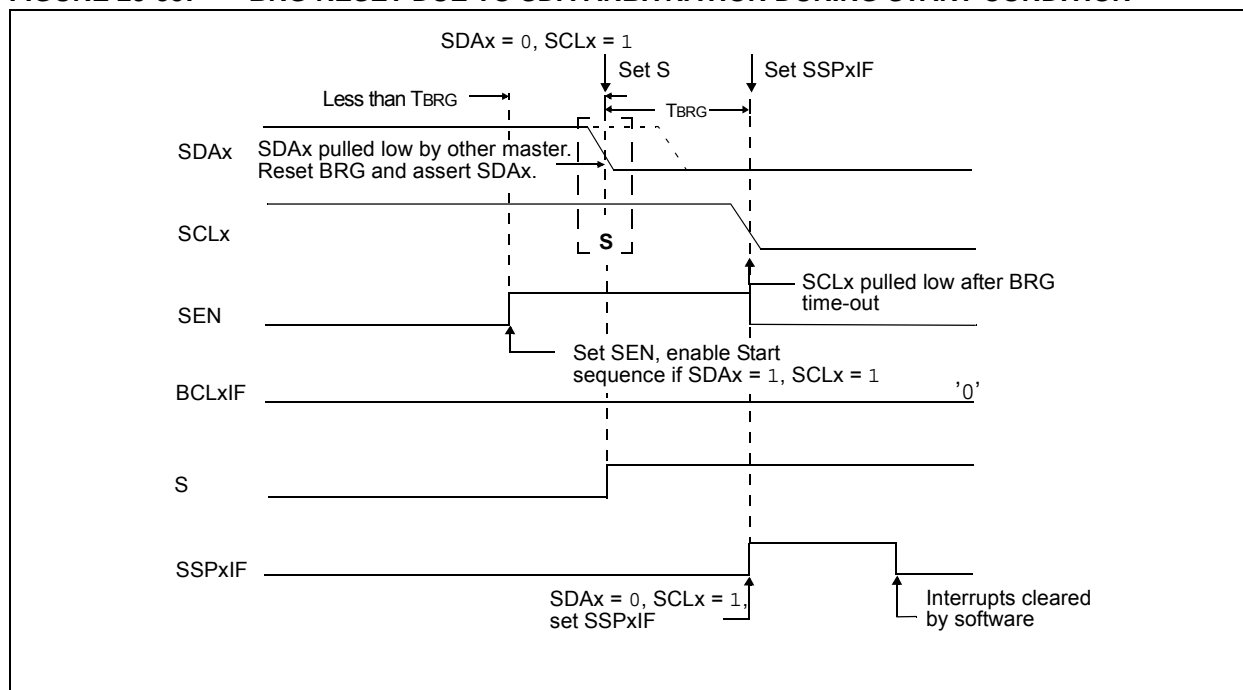 SDAx = 0, SCLx = 1
Set S
Set SSPxIF
Less than TBRG
TBRG
SDAx
SDAx pulled low by other master.
Reset BRG and assert SDAx.
SCLx
S
SCLx pulled low after BRG
time-out
SEN
Set SEN, enable Start
sequence if SDAx = 1, SCLx = 1
BCLxIF
'0'
S
SSPxIF
SDAx = 0, SCLx = 1,
set SSPxIF
Interrupts cleared
by software